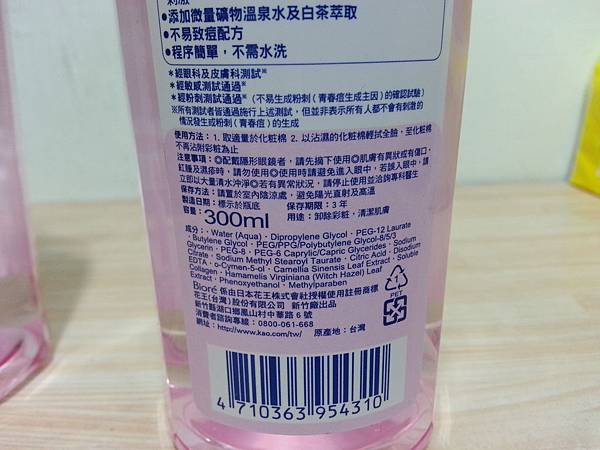 刺激
•添加微量礦物溫泉水及白茶萃取
•不易致痘配方
•程序簡單，不需水洗
＊經眼科及皮膚科測試※
＊經敏感測試通過※
＊經粉刺測試通過※（不易生成粉刺（青春痘生成主因）的確認試驗）
※所有測試者皆通過施行上述測試，但並非表示所有人都不會有刺激的
情況發生或粉刺（青春痘）的生成
使用方法：1. 取適量於化粧棉 2. 以沾濕的化粧棉輕拭全臉，至化粧棉
不再沾附彩粧為止
注意事項：◎配戴隱形眼鏡者，請先摘下使用◎肌膚有異狀或有傷口、
紅腫及濕疹時，請勿使用◎使用時請避免進入眼中，若誤入眼中，請
立即以大量清水沖淨◎若有異常狀況，請停止使用並洽詢專科醫生
保存方法：請置於室內陰涼處，避免陽光直射及高溫
製造日期：標示於瓶底 保存期限：3 年
容量：300ml 用途：卸除彩粧，清潔肌膚
成分：· Water (Aqua) · Dipropylene Glycol · PEG-12 Laurate
· Butylene Glycol · PEG/PPG/Polybutylene Glycol-8/5/3
Glycerin · PEG-8 · PEG-6 Caprylic/Capric Glycerides · Sodium
Citrate · Sodium Methyl Stearoyl Taurate · Citric Acid · Disodium
EDTA · o-Cymen-5-ol · Camellia Sinensis Leaf Extract · Soluble
Collagen · Hamamelis Virginiana (Witch Hazel) Leaf
Extract · Phenoxyethanol · Methylparaben
Bioré 係由日本花王株式會社授權使用註冊商標
花王(台灣)股份有限公司 新竹廠出品
新竹縣湖口鄉鳳山村中華路 6 號
消費者諮詢專線：0800-061-668
網址：http://www.kao.com/tw/ 原產地：台灣
PET
4 710363 954310